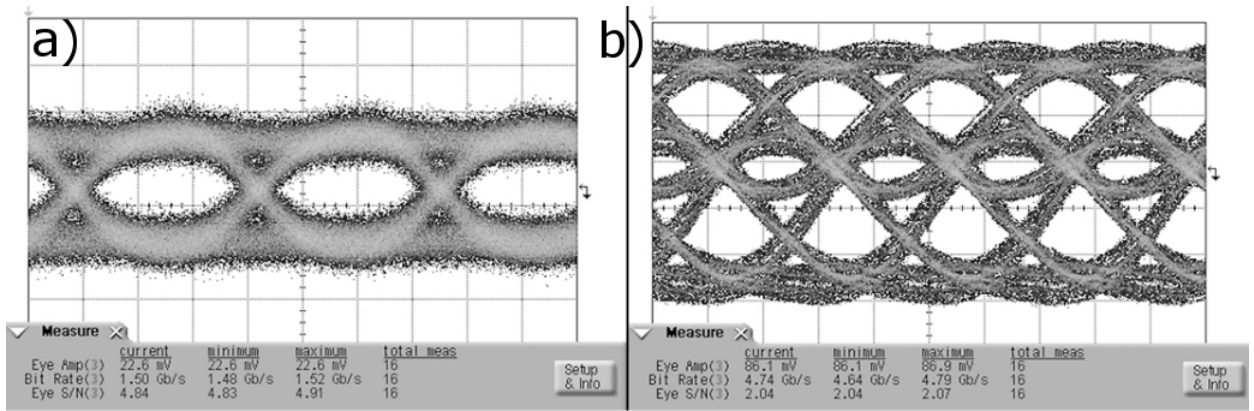 a)
Measure
current minimum maximum total meas
Eye Amp(3) 22.6 mV 22.6 mV 22.6 mV 16
Bit Rate(3) 1.50 Gb/s 1.48 Gb/s 1.52 Gb/s 16
Eye S/N(3) 4.84 4.83 4.91 16
Setup
& Info
b)
Measure
current minimum maximum total meas
Eye Amp(3) 86.1 mV 86.1 mV 86.9 mV 16
Bit Rate(3) 4.74 Gb/s 4.64 Gb/s 4.79 Gb/s 16
Eye S/N(3) 2.04 2.04 2.07 16
Setup
& Info